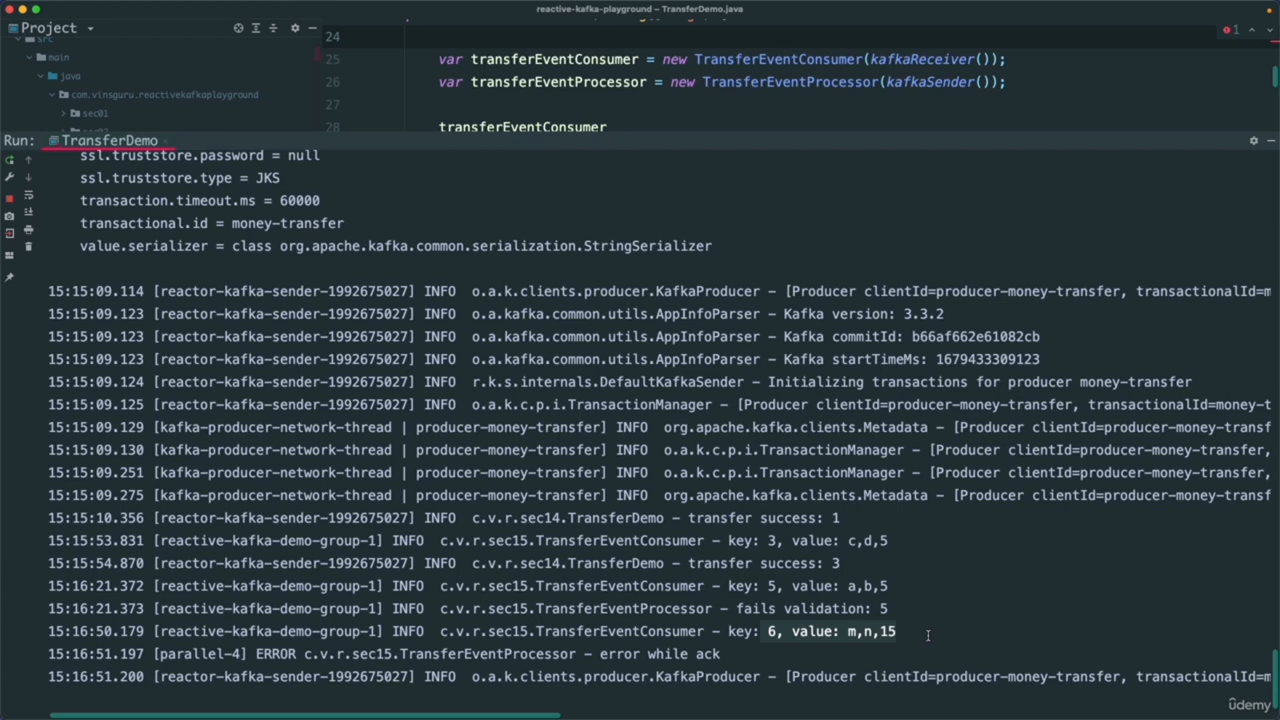 reactive-kafka-playground – TransferDemo.java
Project
src
main
java
com.vinsguru.reactivekafkaplayground
sec01
24
25 var transferEventConsumer = new TransferEventConsumer(kafkaReceiver());
26 var transferEventProcessor = new TransferEventProcessor(kafkaSender());
27
28 transferEventConsumer
1
Run: TransferDemo
ssl.truststore.password = null
ssl.truststore.type = JKS
transaction.timeout.ms = 60000
transactional.id = money-transfer
value.serializer = class org.apache.kafka.common.serialization.StringSerializer
15:15:09.114 [reactor-kafka-sender-1992675027] INFO o.a.k.clients.producer.KafkaProducer – [Producer clientId=producer-money-transfer, transactionalId=m
15:15:09.123 [reactor-kafka-sender-1992675027] INFO o.a.kafka.common.utils.AppInfoParser – Kafka version: 3.3.2
15:15:09.123 [reactor-kafka-sender-1992675027] INFO o.a.kafka.common.utils.AppInfoParser – Kafka commitId: b66af662e61082cb
15:15:09.123 [reactor-kafka-sender-1992675027] INFO o.a.kafka.common.utils.AppInfoParser – Kafka startTimeMs: 1679433309123
15:15:09.124 [reactor-kafka-sender-1992675027] INFO r.k.s.internals.DefaultKafkaSender – Initializing transactions for producer money-transfer
15:15:09.125 [reactor-kafka-sender-1992675027] INFO o.a.k.c.p.i.TransactionManager – [Producer clientId=producer-money-transfer, transactionalId=money-t
15:15:09.129 [kafka-producer-network-thread | producer-money-transfer] INFO org.apache.kafka.clients.Metadata – [Producer clientId=producer-money-transf
15:15:09.130 [kafka-producer-network-thread | producer-money-transfer] INFO o.a.k.c.p.i.TransactionManager – [Producer clientId=producer-money-transfer,
15:15:09.251 [kafka-producer-network-thread | producer-money-transfer] INFO o.a.k.c.p.i.TransactionManager – [Producer clientId=producer-money-transfer,
15:15:09.275 [kafka-producer-network-thread | producer-money-transfer] INFO org.apache.kafka.clients.Metadata – [Producer clientId=producer-money-transf
15:15:10.356 [reactor-kafka-sender-1992675027] INFO c.v.r.sec14.TransferDemo – transfer success: 1
15:15:53.831 [reactive-kafka-demo-group-1] INFO c.v.r.sec15.TransferEventConsumer – key: 3, value: c,d,5
15:15:54.870 [reactor-kafka-sender-1992675027] INFO c.v.r.sec14.TransferDemo – transfer success: 3
15:16:21.372 [reactive-kafka-demo-group-1] INFO c.v.r.sec15.TransferEventConsumer – key: 5, value: a,b,5
15:16:21.373 [reactive-kafka-demo-group-1] INFO c.v.r.sec15.TransferEventProcessor – fails validation: 5
15:16:50.179 [reactive-kafka-demo-group-1] INFO c.v.r.sec15.TransferEventConsumer – key: 6, value: m,n,15
15:16:51.197 [parallel-4] ERROR c.v.r.sec15.TransferEventProcessor – error while ack
15:16:51.200 [reactor-kafka-sender-1992675027] INFO o.a.k.clients.producer.KafkaProducer – [Producer clientId=producer-money-transfer, transactionalId=m
udemy